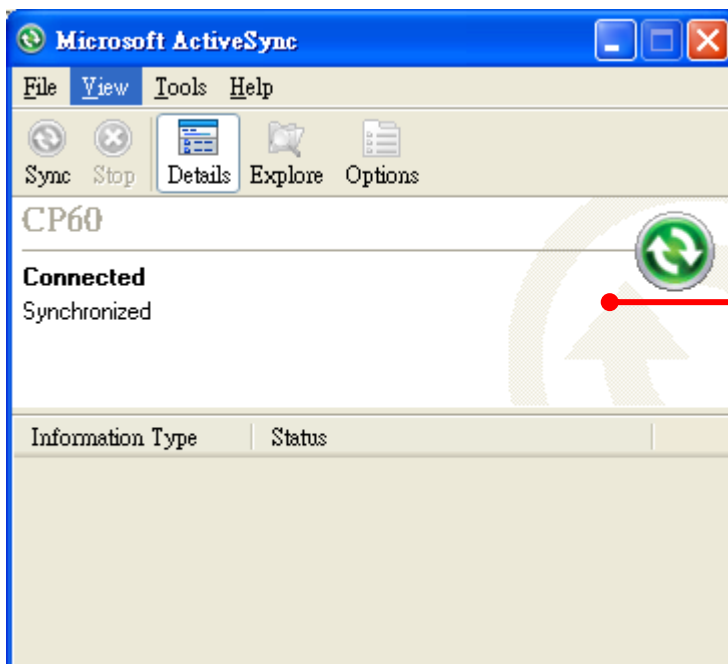 Microsoft ActiveSync
File View Tools Help
Sync Stop Details Explore Options
CP60
Connected
Synchronized
Information Type Status